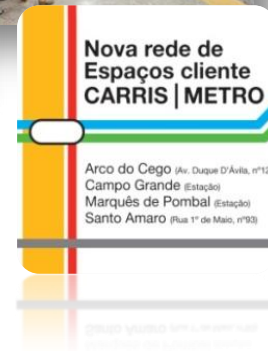 Nova rede de
Espaços cliente
CARRIS | METRO
Arco do Cego (Av. Duque D'Ávila, nº12
Campo Grande (Estação)
Marquês de Pombal (Estação)
Santo Amaro (Rua 1º de Maio, nº93)